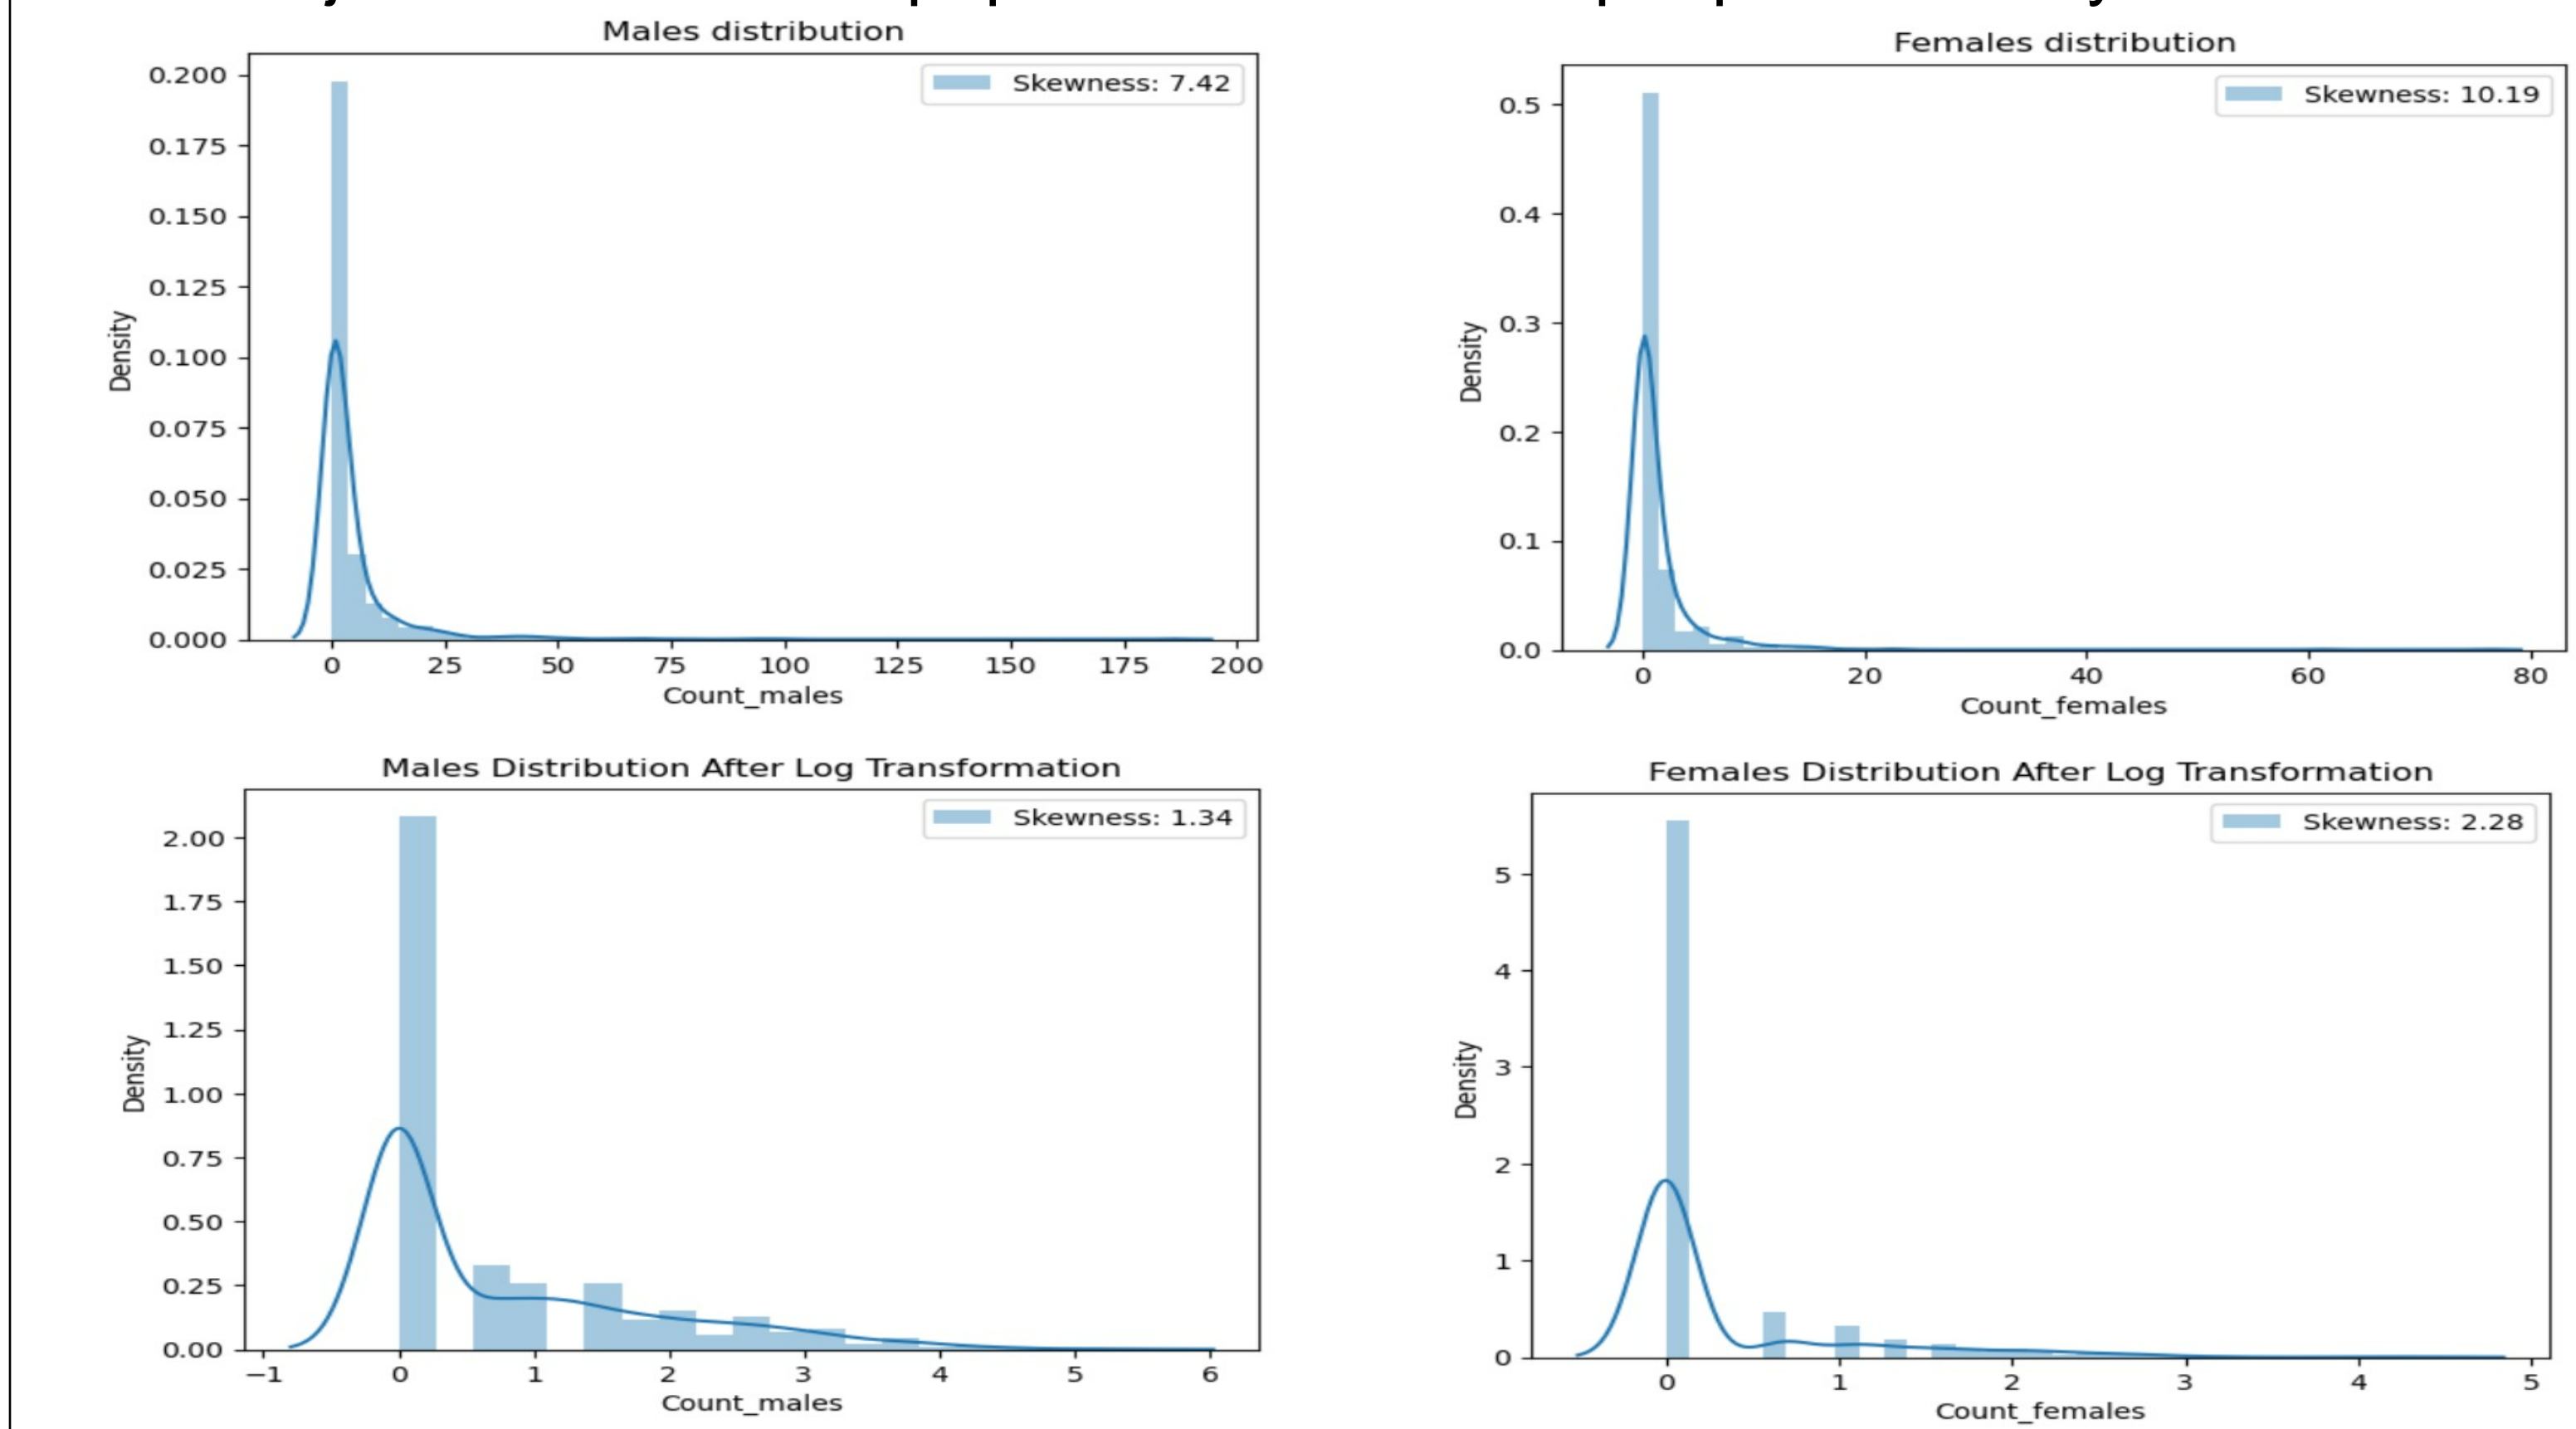 Males distribution
Skewness: 7.42
0.200
0.175
0.150
0.125
0.100
0.075
0.050
0.025
0.000
Density
0 25 50 75 100 125 150 175 200
Count_males
Females distribution
Skewness: 10.19
0.5
0.4
0.3
0.2
0.1
0.0
Density
0 20 40 60 80
Count_females
Males Distribution After Log Transformation
Skewness: 1.34
2.00
1.75
1.50
1.25
1.00
0.75
0.50
0.25
0.00
Density
−1 0 1 2 3 4 5 6
Count_males
Females Distribution After Log Transformation
Skewness: 2.28
5
4
3
2
1
0
Density
0 1 2 3 4 5
Count_females